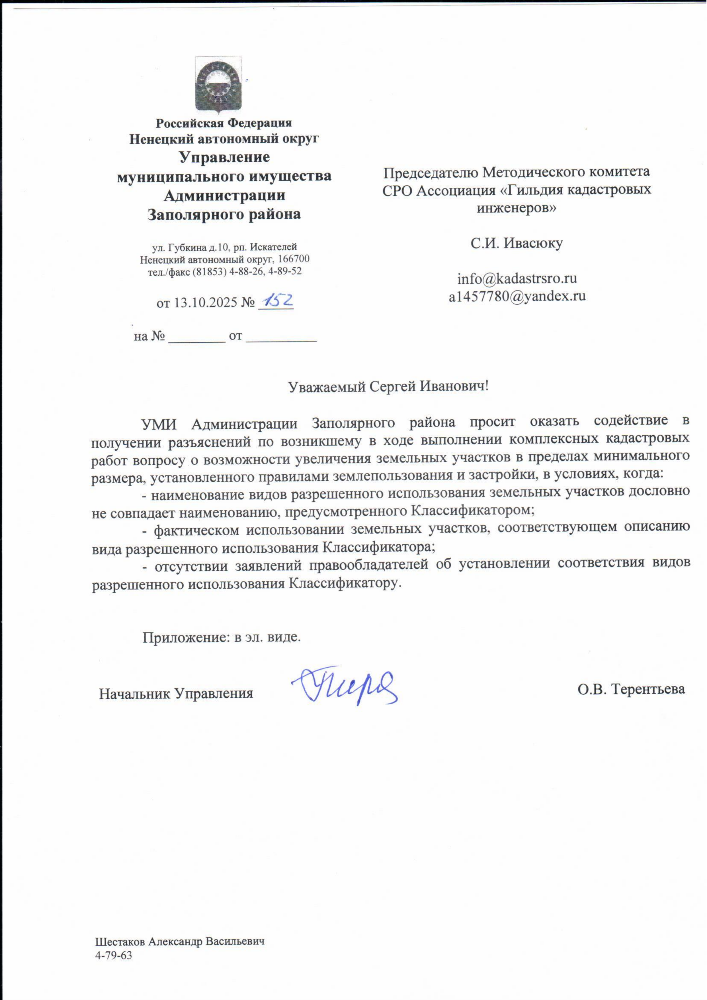 Российская Федерация
Ненецкий автономный округ
Управление
муниципального имущества
Администрации
Заполярного района
ул. Губкина д.10, рп. Искателей
Ненецкий автономный округ, 166700
тел./факс (81853) 4-88-26, 4-89-52
от 13.10.2025 № 152
на № _________ от ___________
Председателю Методического комитета
СРО Ассоциация «Гильдия кадастровых
инженеров»
С.И. Ивасюку
info@kadastrsro.ru
a1457780@yandex.ru
Уважаемый Сергей Иванович!
УМИ Администрации Заполярного района просит оказать содействие в
получении разъяснений по возникшему в ходе выполнении комплексных кадастровых
работ вопросу о возможности увеличения земельных участков в пределах минимального
размера, установленного правилами землепользования и застройки, в условиях, когда:
- наименование видов разрешенного использования земельных участков дословно
не совпадает наименованию, предусмотренного Классификатором;
- фактическом использовании земельных участков, соответствующем описанию
вида разрешенного использования Классификатора;
- отсутствии заявлений правообладателей об установлении соответствия видов
разрешенного использования Классификатору.
Приложение: в эл. виде.
Начальник Управления
О.В. Терентьева
Шестаков Александр Васильевич
4-79-63